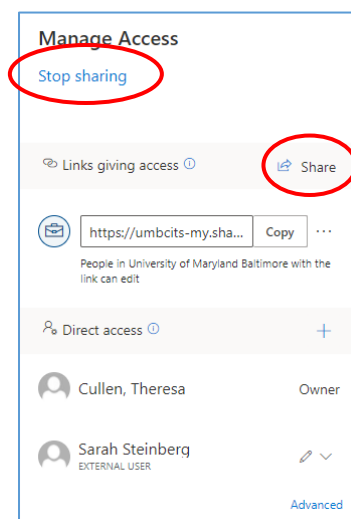 Manage Access
Stop sharing
Links giving access Share
https://umbcits-my.sha... Copy ...
People in University of Maryland Baltimore with the
link can edit
Direct access +
Cullen, Theresa Owner
Sarah Steinberg
EXTERNAL USER
Advanced